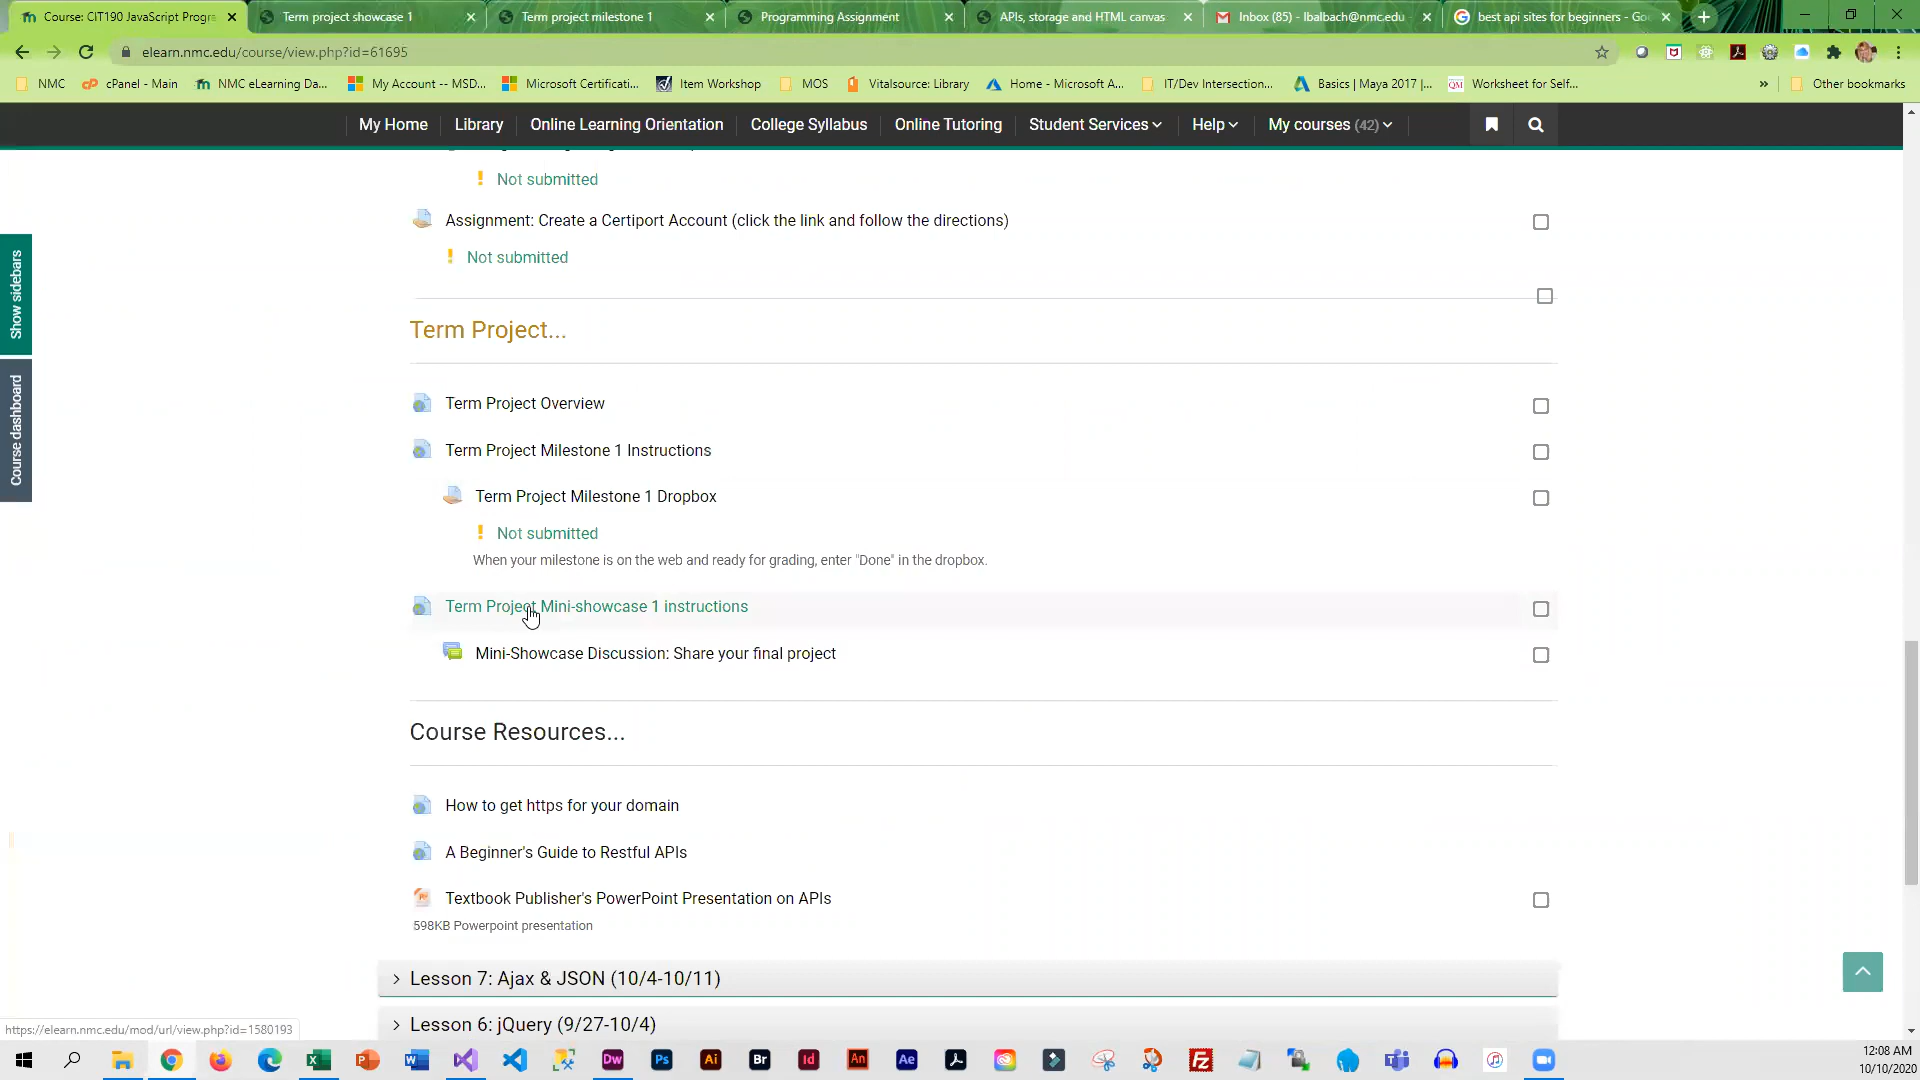 Course: CIT190 JavaScript Progra
Term project showcase 1
Term project milestone 1
Programming Assignment
APIs, storage and HTML canvas
Inbox (85) - lbalbach@nmc.edu
best api sites for beginners - Go
elearn.nmc.edu/course/view.php?id=61695
NMC
cPanel - Main
NMC eLearning Da...
My Account -- MSD...
Microsoft Certificati...
Item Workshop
MOS
Vitalsource: Library
Home - Microsoft A...
IT/Dev Intersection...
Basics | Maya 2017 |...
Worksheet for Self...
»
Other bookmarks
My Home
Library
Online Learning Orientation
College Syllabus
Online Tutoring
Student Services
Help
My courses (42)
Not submitted
Assignment: Create a Certiport Account (click the link and follow the directions)
Not submitted
Show sidebars
Course dashboard
Term Project...
Term Project Overview
Term Project Milestone 1 Instructions
Term Project Milestone 1 Dropbox
Not submitted
When your milestone is on the web and ready for grading, enter "Done" in the dropbox.
Term Project Mini-showcase 1 instructions
Mini-Showcase Discussion: Share your final project
Course Resources...
How to get https for your domain
A Beginner's Guide to Restful APIs
Textbook Publisher's PowerPoint Presentation on APIs
598KB Powerpoint presentation
Lesson 7: Ajax & JSON (10/4-10/11)
Lesson 6: jQuery (9/27-10/4)
https://elearn.nmc.edu/mod/url/view.php?id=1580193
12:08 AM
10/10/2020